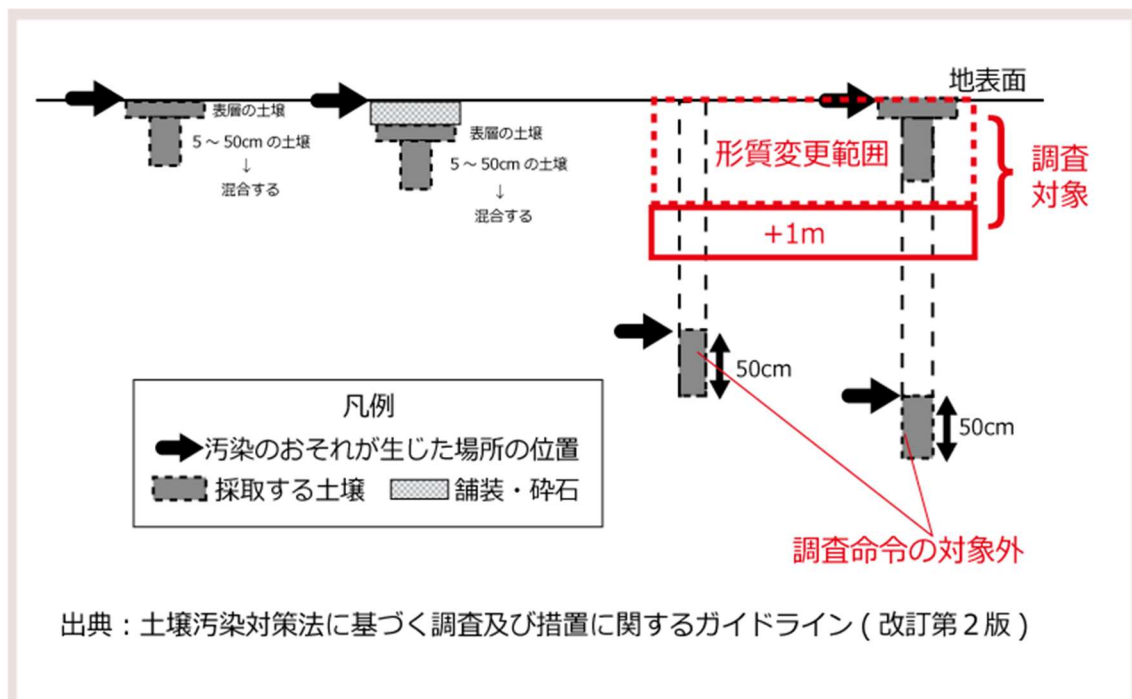 地表面
表層の土壌
5～50cm の土壌
↓
混合する
表層の土壌
5～50cm の土壌
↓
混合する
形質変更範囲
調査
対象
+1m
50cm
50cm
凡例
汚染のおそれが生じた場所の位置
採取する土壌
舗装・砕石
調査命令の対象外
出典：土壌汚染対策法に基づく調査及び措置に関するガイドライン ( 改訂第２版 )